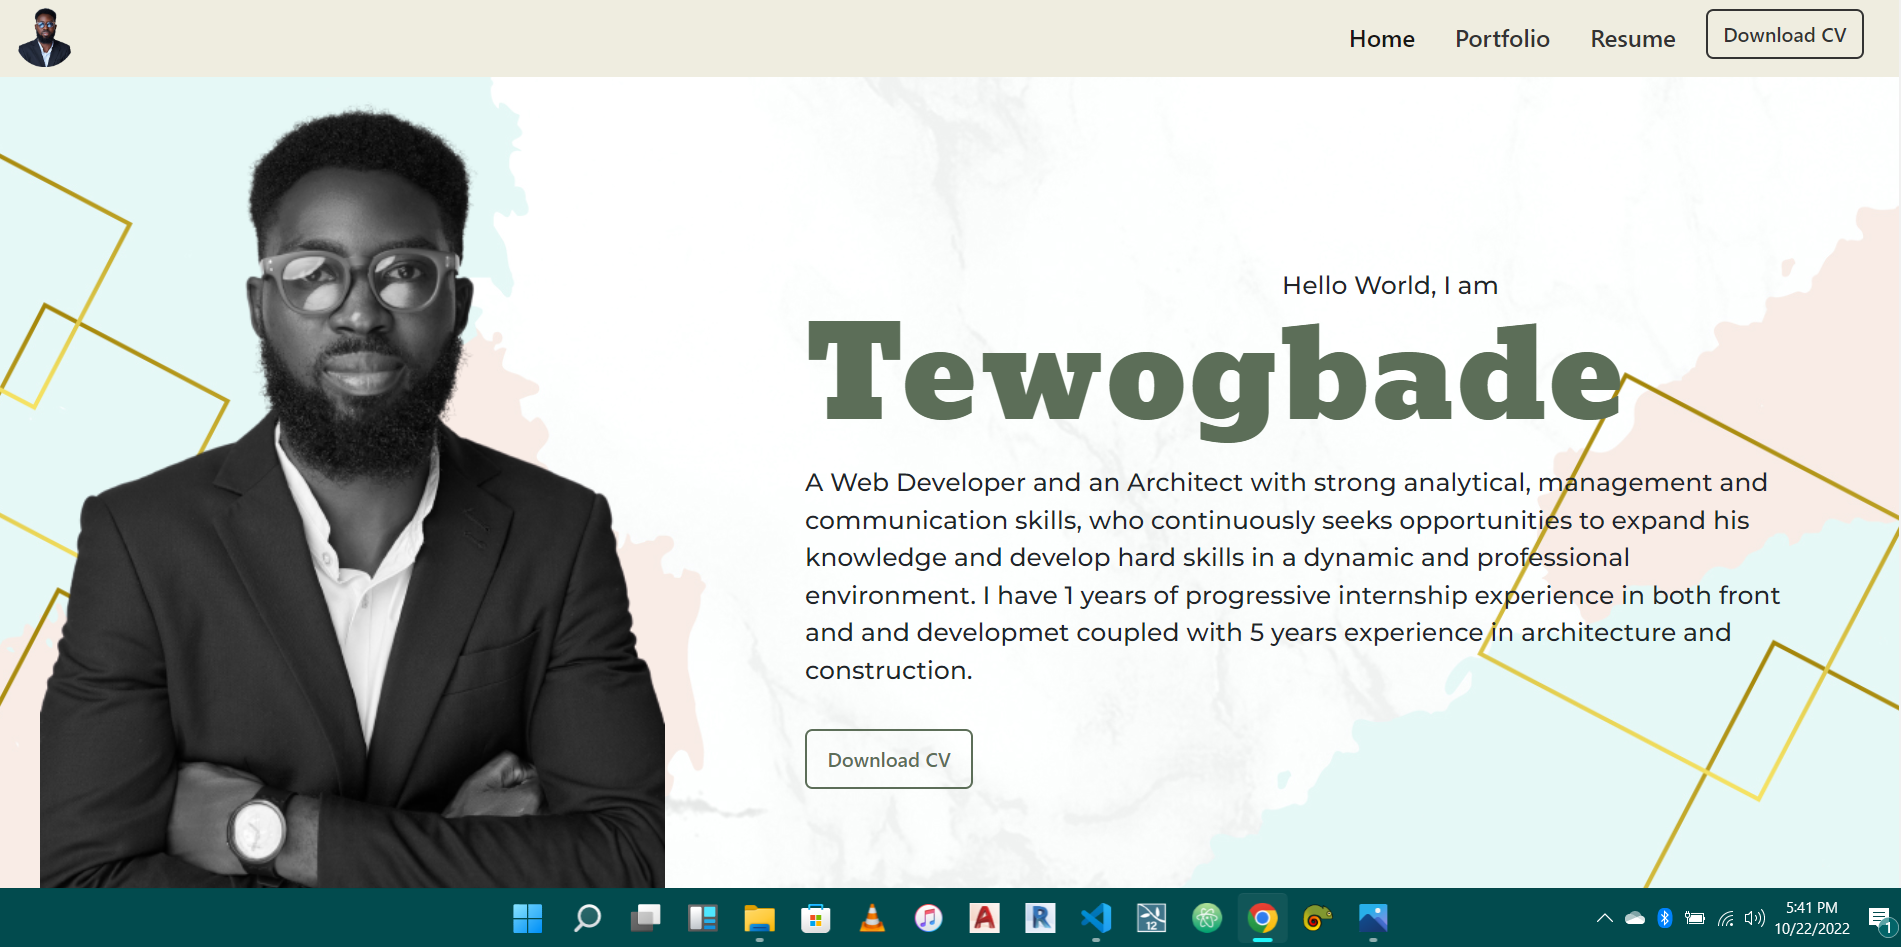 Home Portfolio Resume Download CV
Hello World, I am
Tewogbade
A Web Developer and an Architect with strong analytical, management and
communication skills, who continuously seeks opportunities to expand his
knowledge and develop hard skills in a dynamic and professional
environment. I have 1 years of progressive internship experience in both front
and and developmet coupled with 5 years experience in architecture and
construction.
Download CV
A R 12
5:41 PM
10/22/2022
1